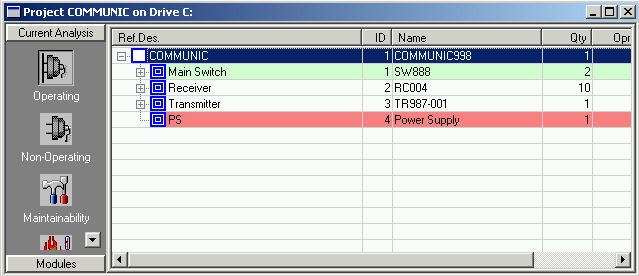 Project COMMUNIC on Drive C:
Current Analysis
Operating
Non-Operating
Maintainability
Modules
Ref.Des. ID Name Qty Opr
COMMUNIC 1 COMMUNIC998 1
Main Switch 1 SW888 2
Receiver 2 RC004 10
Transmitter 3 TR987-001 1
PS 4 Power Supply 1